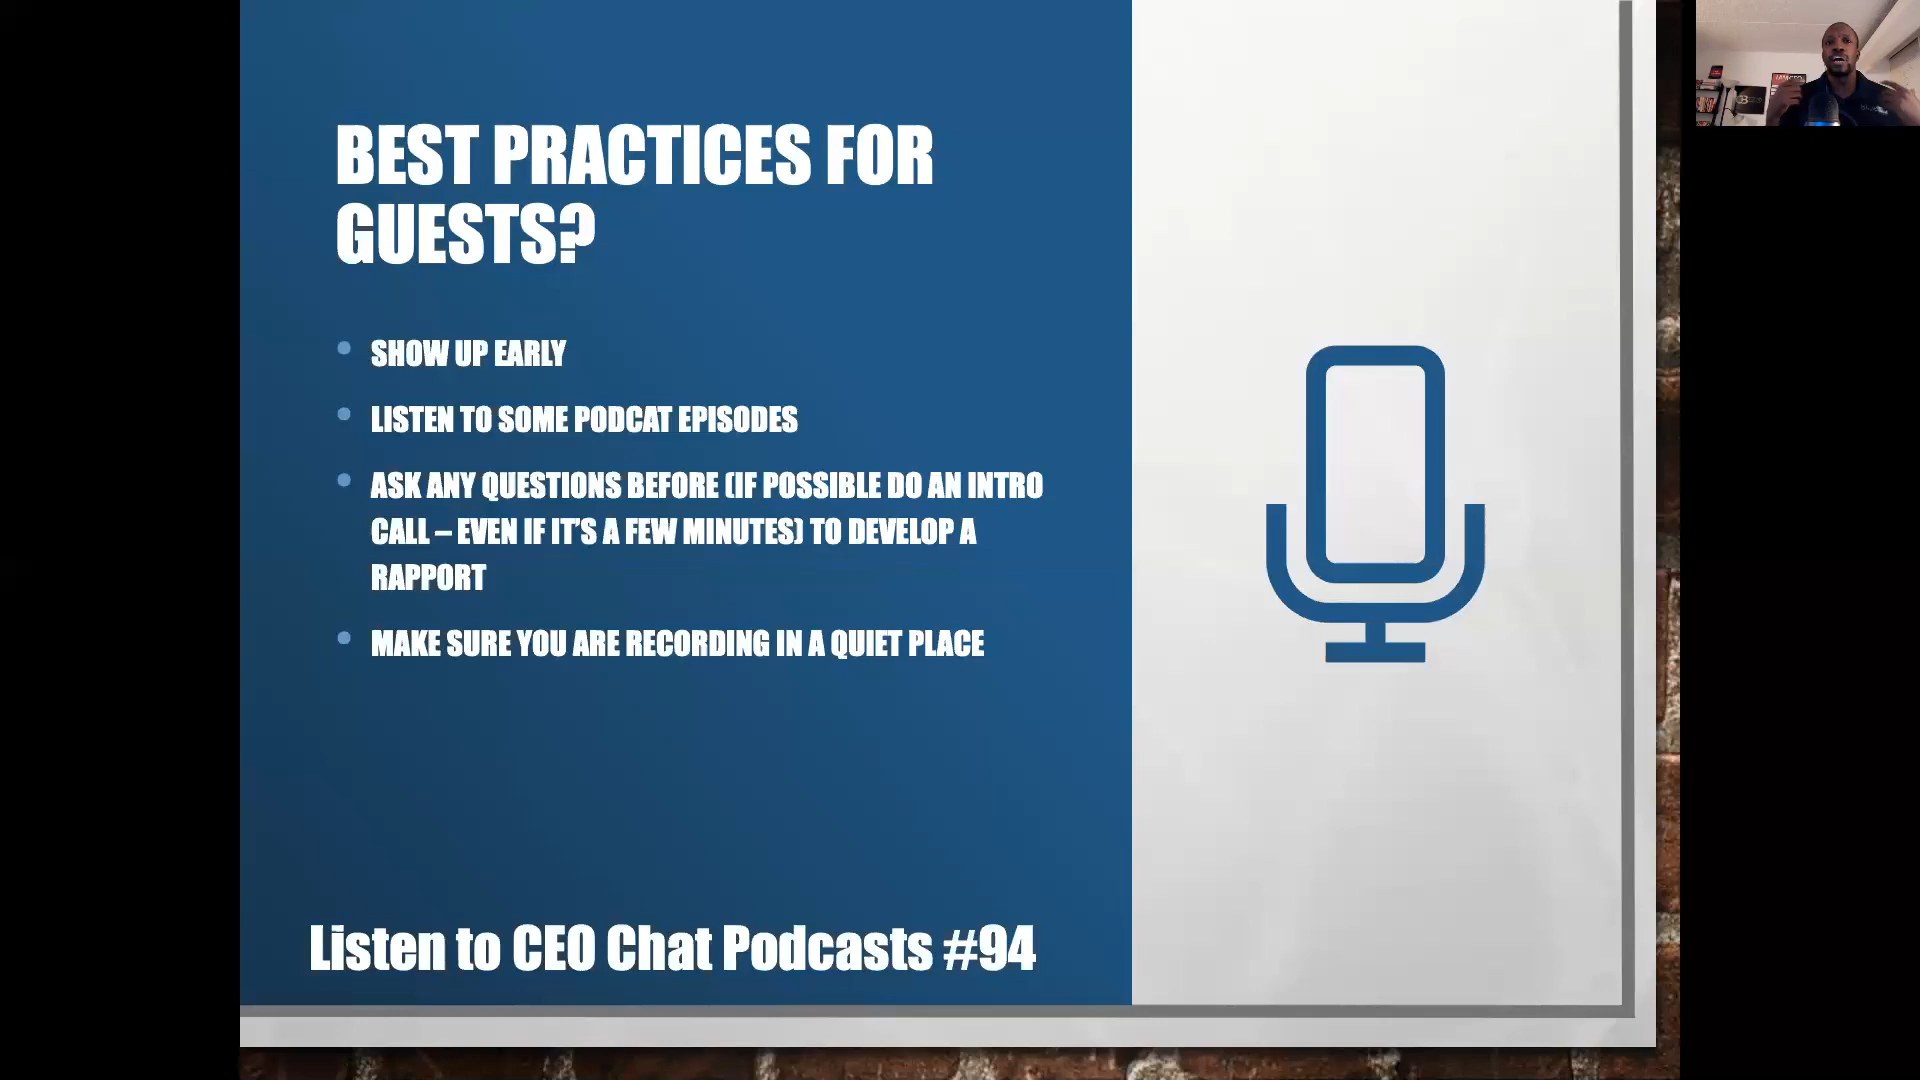 BEST PRACTICES FOR
GUESTS?
SHOW UP EARLY
LISTEN TO SOME PODCAT EPISODES
ASK ANY QUESTIONS BEFORE (IF POSSIBLE DO AN INTRO
CALL – EVEN IF IT'S A FEW MINUTES) TO DEVELOP A
RAPPORT
MAKE SURE YOU ARE RECORDING IN A QUIET PLACE
Listen to CEO Chat Podcasts #94